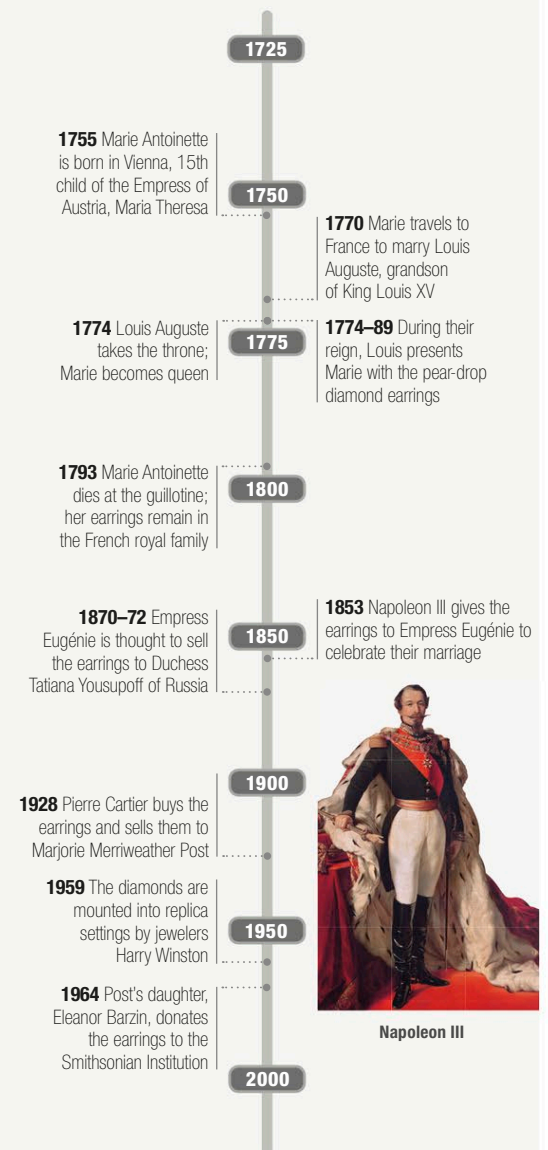 1725
1755 Marie Antoinette
is born in Vienna, 15th
child of the Empress of
Austria, Maria Theresa
1750
1770 Marie travels to
France to marry Louis
Auguste, grandson
of King Louis XV
1774 Louis Auguste
takes the throne;
Marie becomes queen
1775
1774–89 During their
reign, Louis presents
Marie with the pear-drop
diamond earrings
1793 Marie Antoinette
dies at the guillotine;
her earrings remain in
the French royal family
1800
1853 Napoleon III gives the
earrings to Empress Eugénie to
celebrate their marriage
1850
1870–72 Empress
Eugénie is thought to sell
the earrings to Duchess
Tatiana Yousupoff of Russia
1900
1928 Pierre Cartier buys the
earrings and sells them to
Marjorie Merriweather Post
1959 The diamonds are
mounted into replica
settings by jewelers
Harry Winston
1950
1964 Post's daughter,
Eleanor Barzin, donates
the earrings to the
Smithsonian Institution
Napoleon III
2000